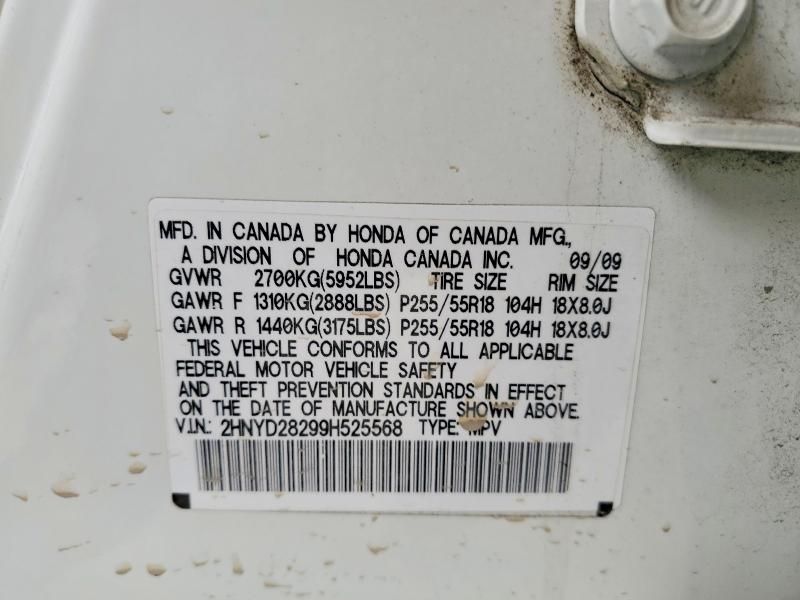 MFD. IN CANADA BY HONDA OF CANADA MFG.,
A DIVISION OF HONDA CANADA INC. 09/09
GVWR 2700KG(5952LBS) TIRE SIZE RIM SIZE
GAWR F 1310KG(2888LBS) P255/55R18 104H 18X8.0J
GAWR R 1440KG(3175LBS) P255/55R18 104H 18X8.0J
THIS VEHICLE CONFORMS TO ALL APPLICABLE
FEDERAL MOTOR VEHICLE SAFETY
AND THEFT PREVENTION STANDARDS IN EFFECT
ON THE DATE OF MANUFACTURE SHOWN ABOVE.
V.I.N.: 2HNYD28299H525568 TYPE: MPV